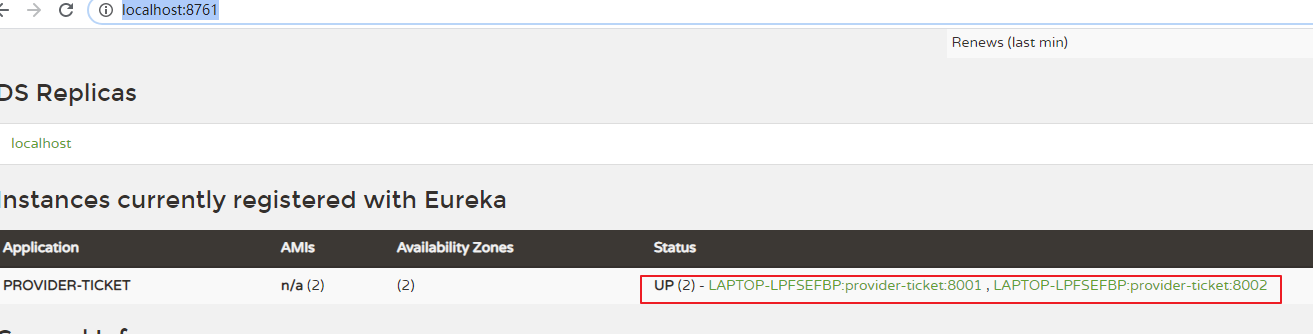 localhost:8761
Renews (last min)
DS Replicas
localhost
Instances currently registered with Eureka
Application AMIs Availability Zones Status
PROVIDER-TICKET n/a (2) (2) UP (2) - LAPTOP-LPFSEFBP:provider-ticket:8001 , LAPTOP-LPFSEFBP:provider-ticket:8002